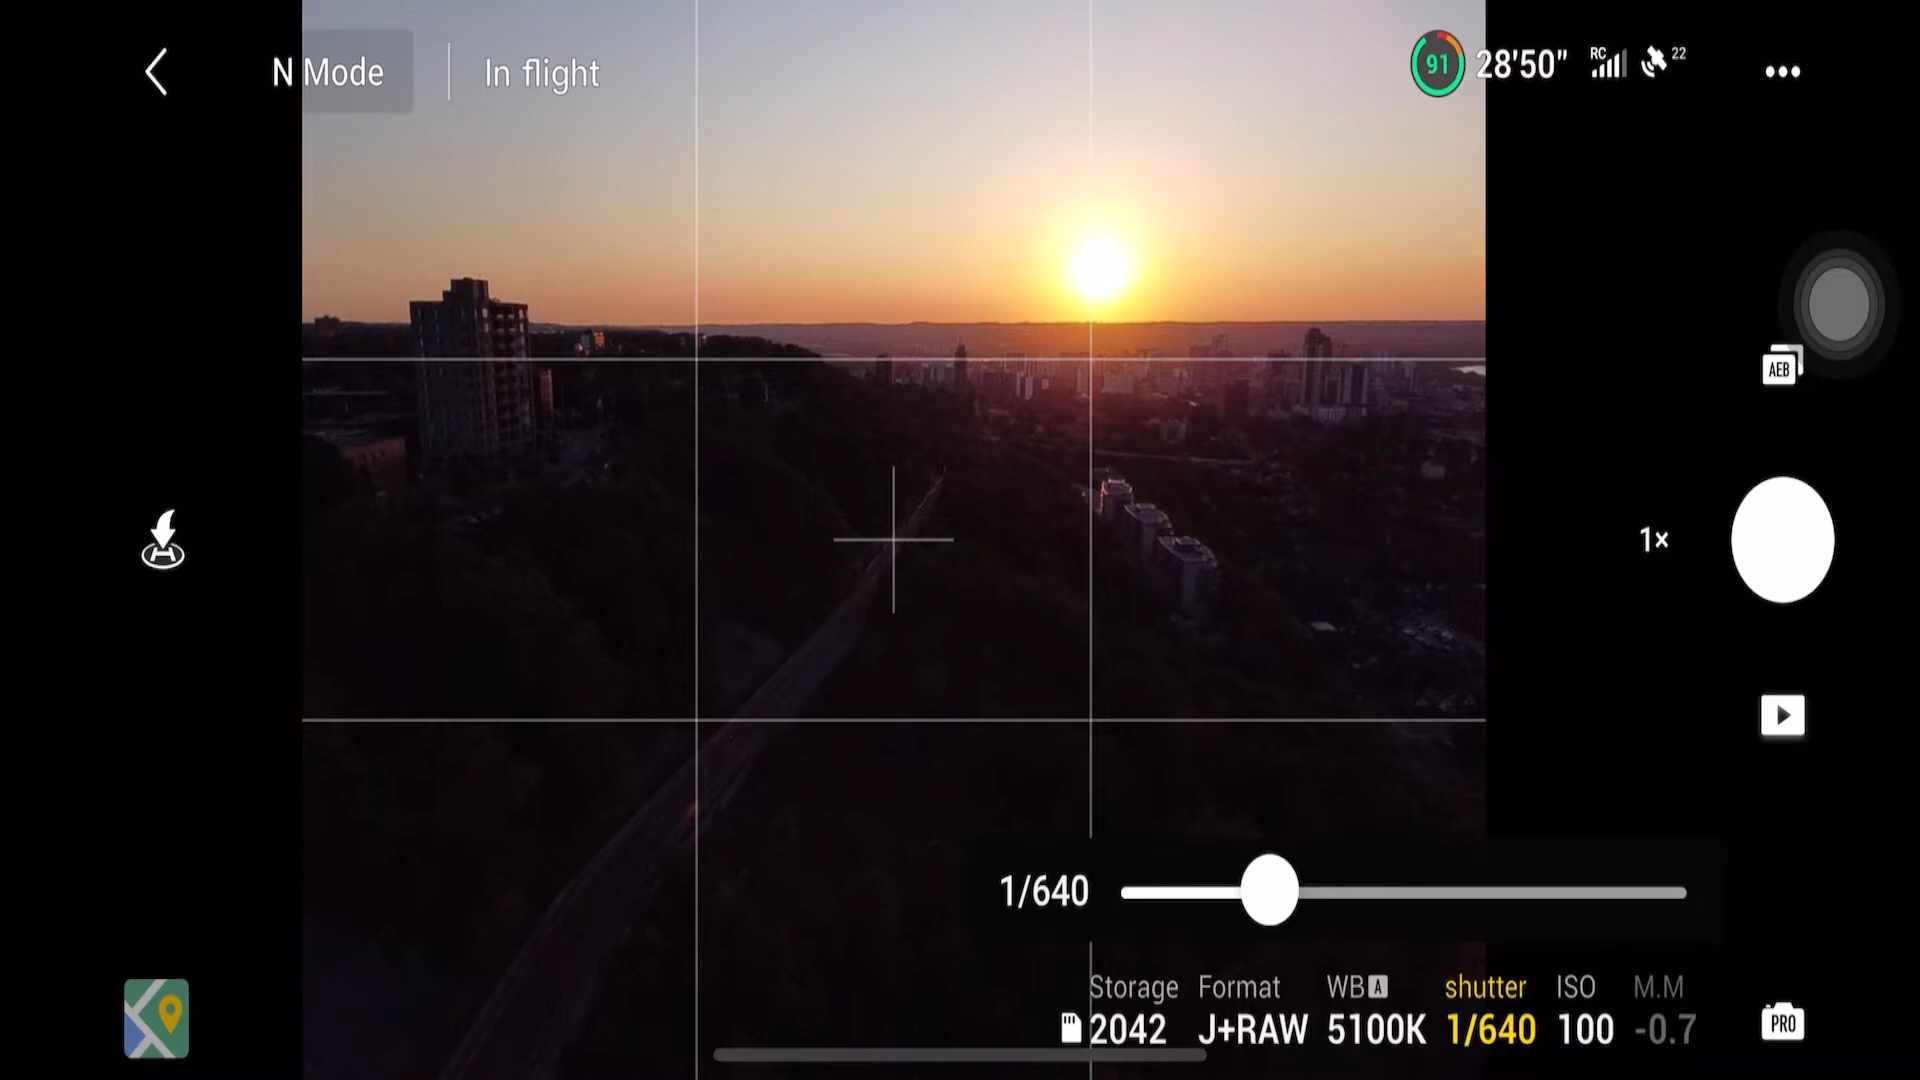 N Mode
In flight
91
28'50"
RC
22
AEB
1×
1/640
Storage
Format
WB A
shutter
ISO
M.M
2042
J+RAW
5100K
1/640
100
-0.7
PRO